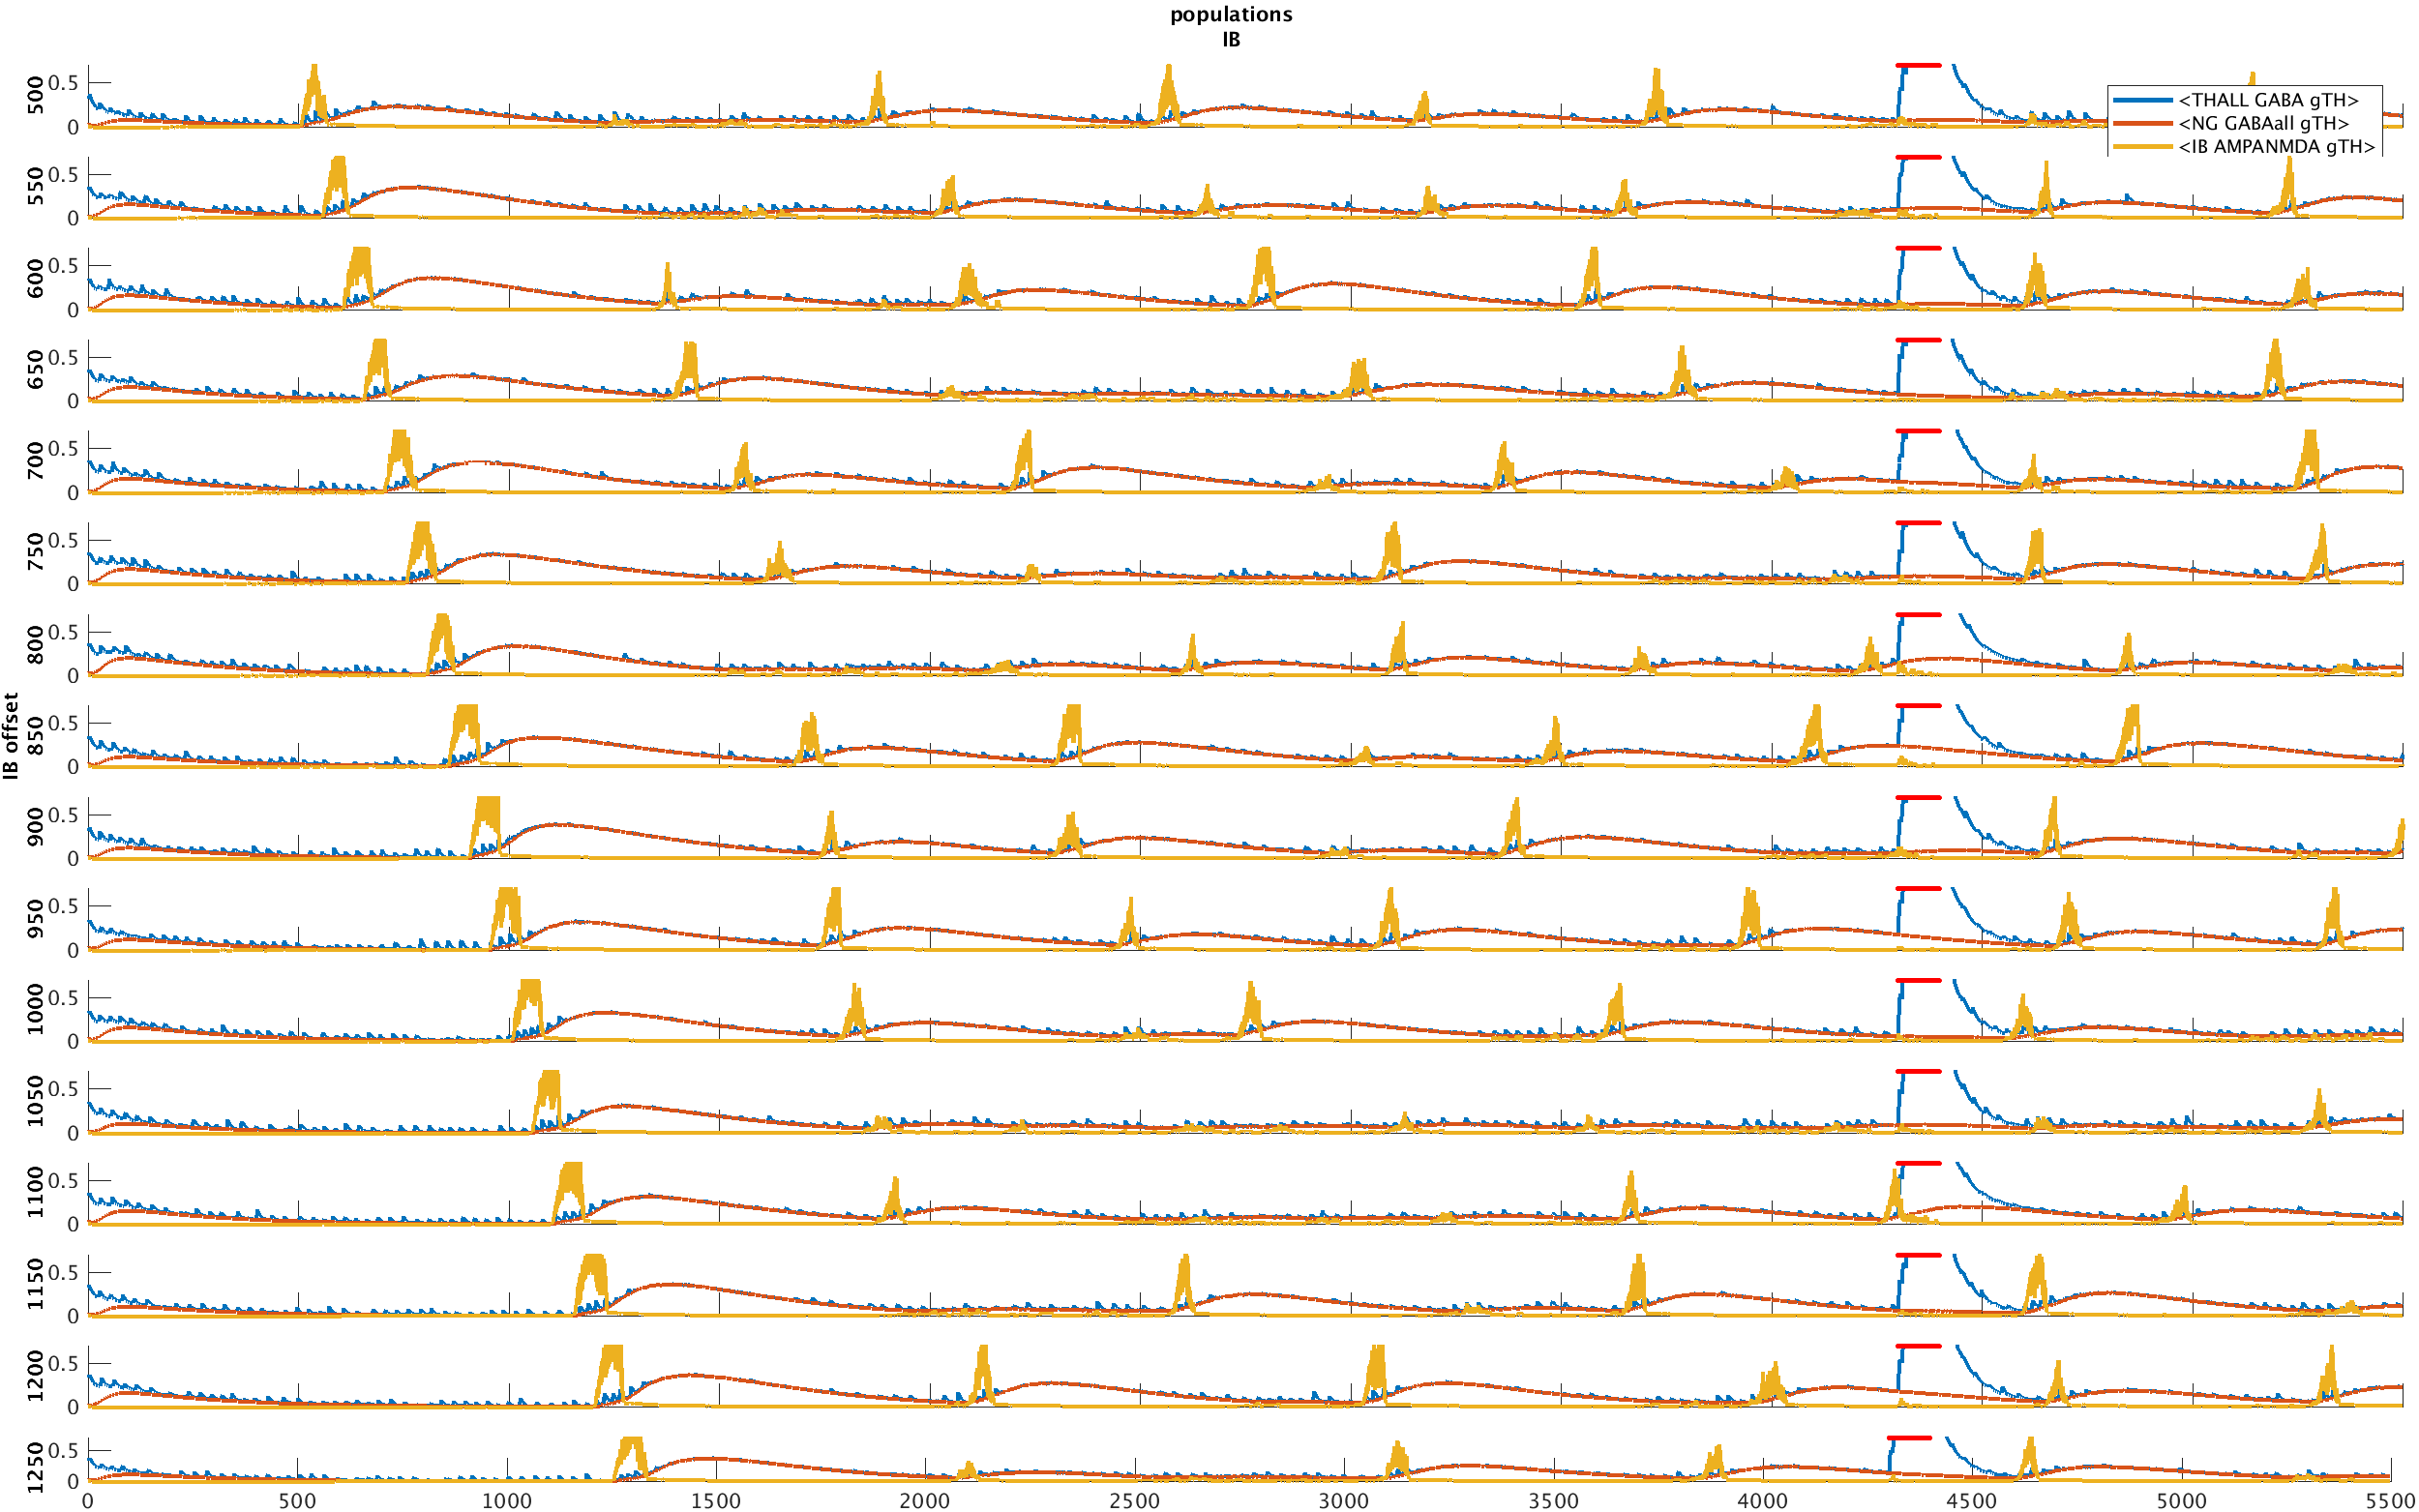 populations
IB
<THALL GABA gTH>
<NG GABAall gTH>
<IB AMPANMDA gTH>
IB offset
500 0.5 0
550 0.5 0
600 0.5 0
650 0.5 0
700 0.5 0
750 0.5 0
800 0.5 0
850 0.5 0
900 0.5 0
950 0.5 0
1000 0.5 0
1050 0.5 0
1100 0.5 0
1150 0.5 0
1200 0.5 0
1250 0.5 0
0 500 1000 1500 2000 2500 3000 3500 4000 4500 5000 5500